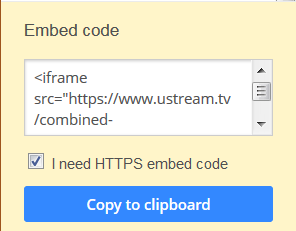 Embed code
<iframe
src="https://www.ustream.tv
/combined-
I need HTTPS embed code
Copy to clipboard